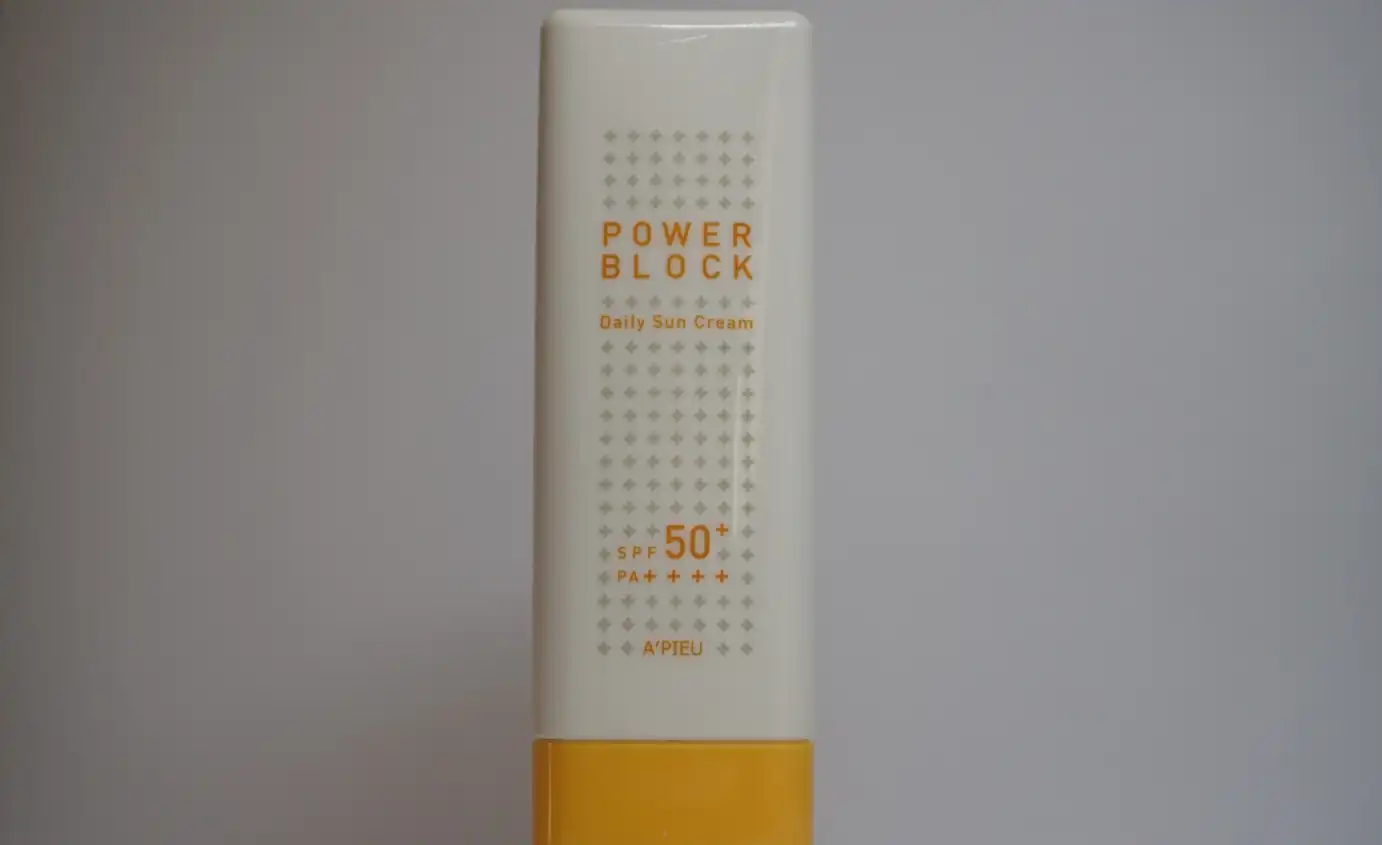 POWER
BLOCK
Daily Sun Cream
SPF 50+
PA++++
A'PIEU